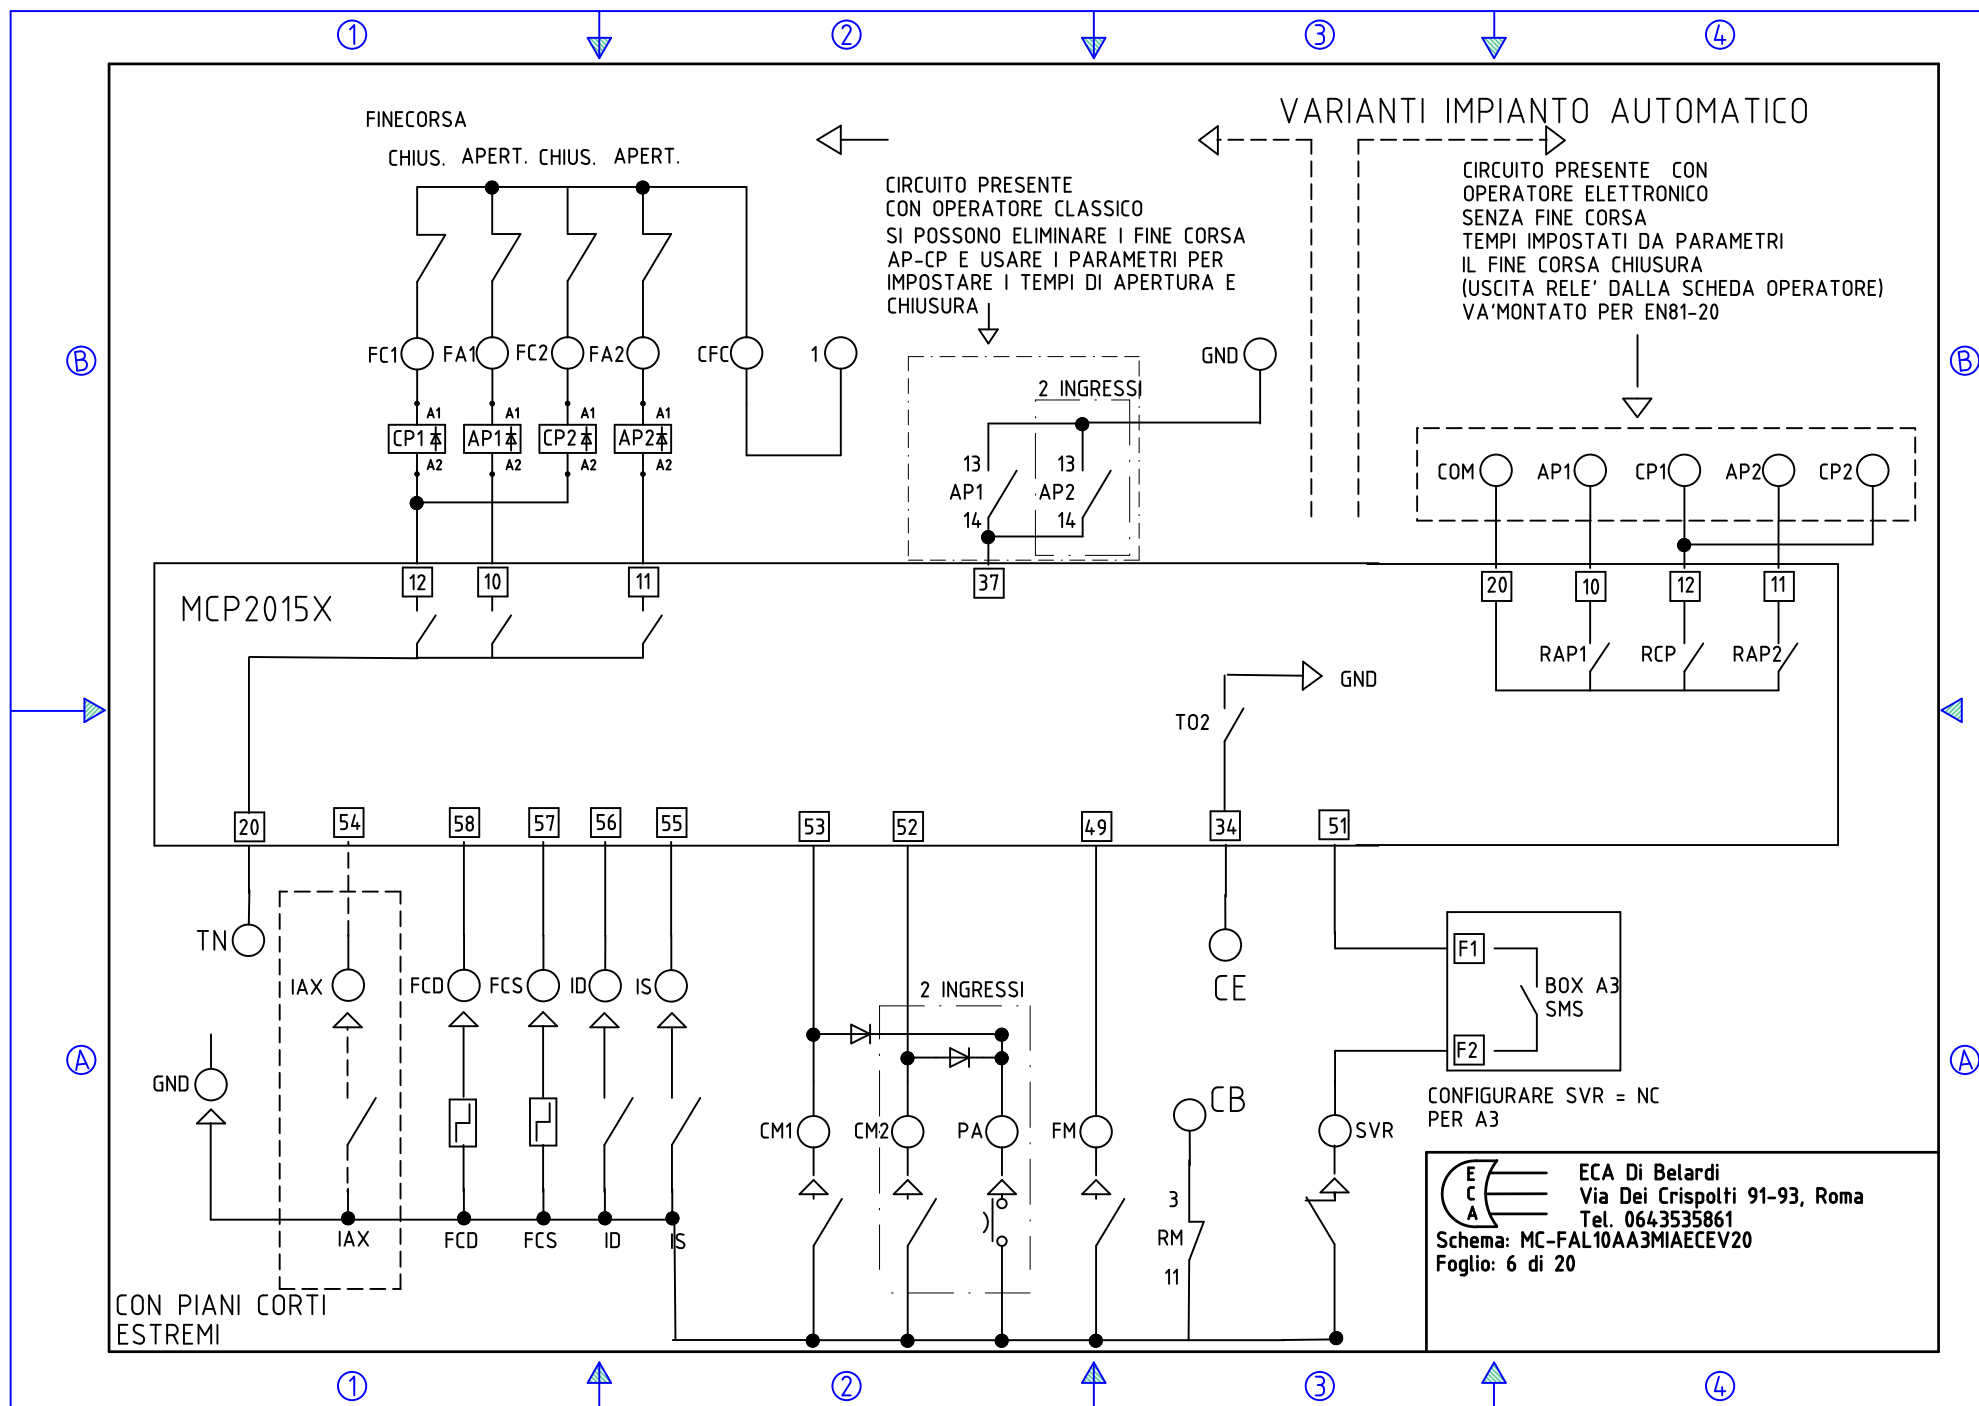 1 2 3 4
VARIANTI IMPIANTO AUTOMATICO
FINECORSA
CHIUS. APERT. CHIUS. APERT.
CIRCUITO PRESENTE
CON OPERATORE CLASSICO
SI POSSONO ELIMINARE I FINE CORSA
AP-CP E USARE I PARAMETRI PER
IMPOSTARE I TEMPI DI APERTURA E
CHIUSURA
CIRCUITO PRESENTE CON
OPERATORE ELETTRONICO
SENZA FINE CORSA
TEMPI IMPOSTATI DA PARAMETRI
IL FINE CORSA CHIUSURA
(USCITA RELE' DALLA SCHEDA OPERATORE)
VA'MONTATO PER EN81-20
B B
FC1 FA1 FC2 FA2 CFC 1 GND
2 INGRESSI
A1 A1 A1 A1
CP1 AP1 CP2 AP2
A2 A2 A2 A2
13 13
AP1 AP2
14 14
COM AP1 CP1 AP2 CP2
12 10 11 37 20 10 12 11
MCP2015X
RAP1 RCP RAP2
GND
TO2
20 54 58 57 56 55 53 52 49 34 51
TN
IAX FCD FCS ID IS
2 INGRESSI
CE
F1
BOX A3
SMS
F2
A A
GND
CONFIGURARE SVR = NC
PER A3
CM1 CM2 PA FM CB SVR
3
RM
11
IAX FCD FCS ID IS
CON PIANI CORTI
ESTREMI
E
C
A
ECA Di Belardi
Via Dei Crispolti 91-93, Roma
Tel. 0643535861
Schema: MC-FAL10AA3MIAECEV20
Foglio: 6 di 20
1 2 3 4